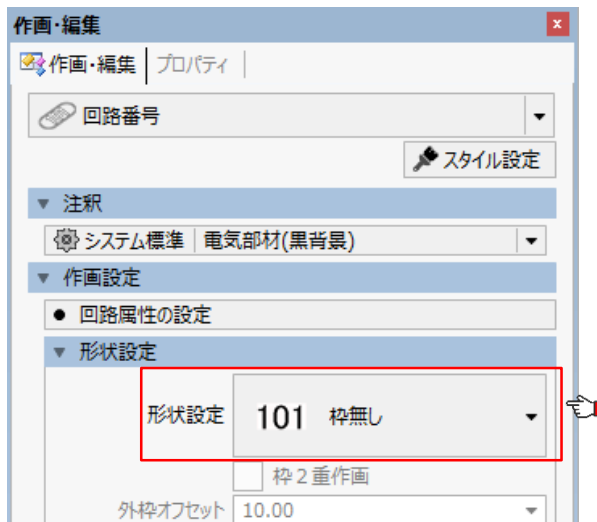 作画・編集
作画・編集 プロパティ
回路番号
スタイル設定
注釈
システム標準 電気部材(黒背景)
作画設定
回路属性の設定
形状設定
形状設定 101 枠無し
枠２重作画
外枠オフセット 10.00